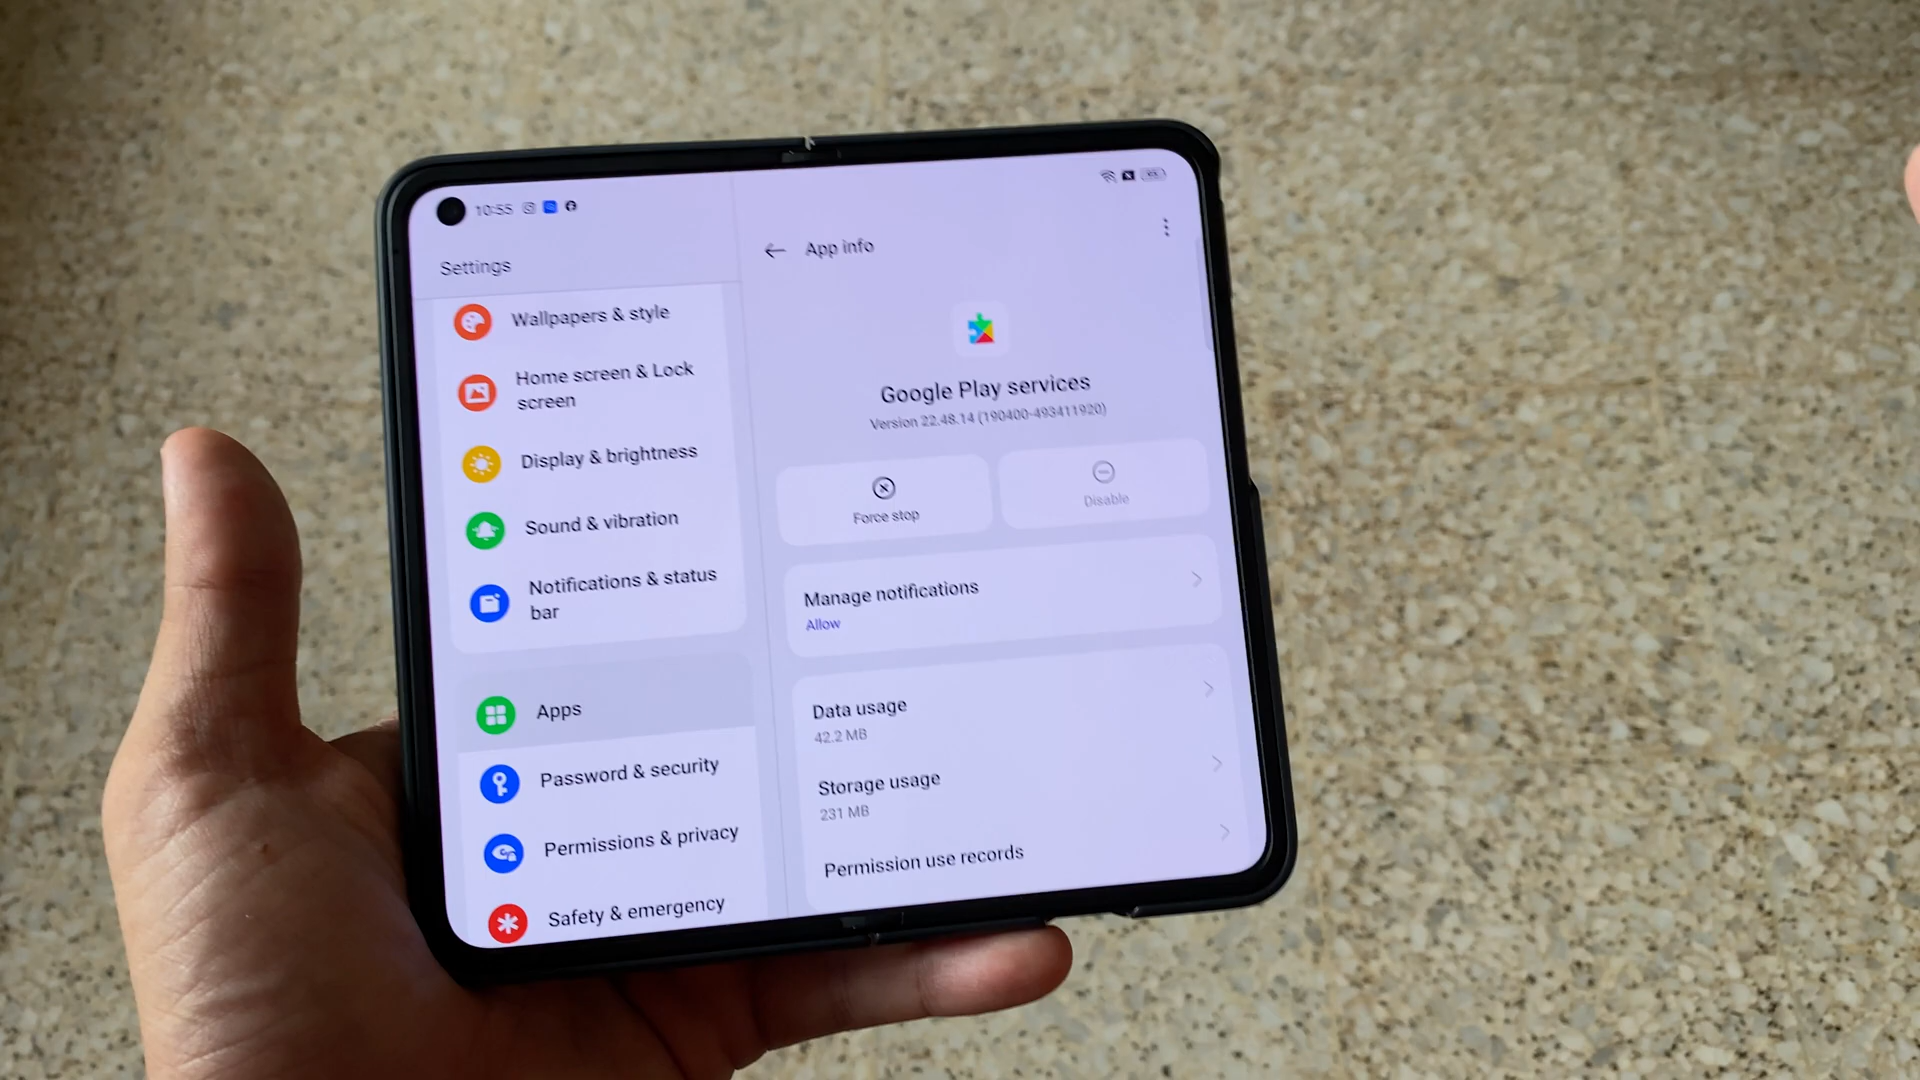 10:55
Settings
Wallpapers & style
Home screen & Lock
screen
Display & brightness
Sound & vibration
Notifications & status
bar
Apps
Password & security
Permissions & privacy
Safety & emergency
App info
Google Play services
Version 22.48.14 (190400-493411920)
Force stop
Disable
Manage notifications
Allow
Data usage
42.2 MB
Storage usage
231 MB
Permission use records